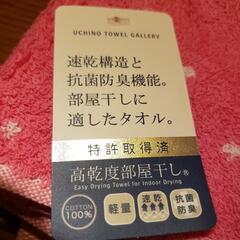 UCHINO TOWEL GALLERY
速乾構造と
抗菌防臭機能。
部屋干しに
適したタオル。
特許取得済
高乾度部屋干し®
Easy Drying Towel for Indoor Drying
COTTON 100%
軽量
速乾
抗菌防臭